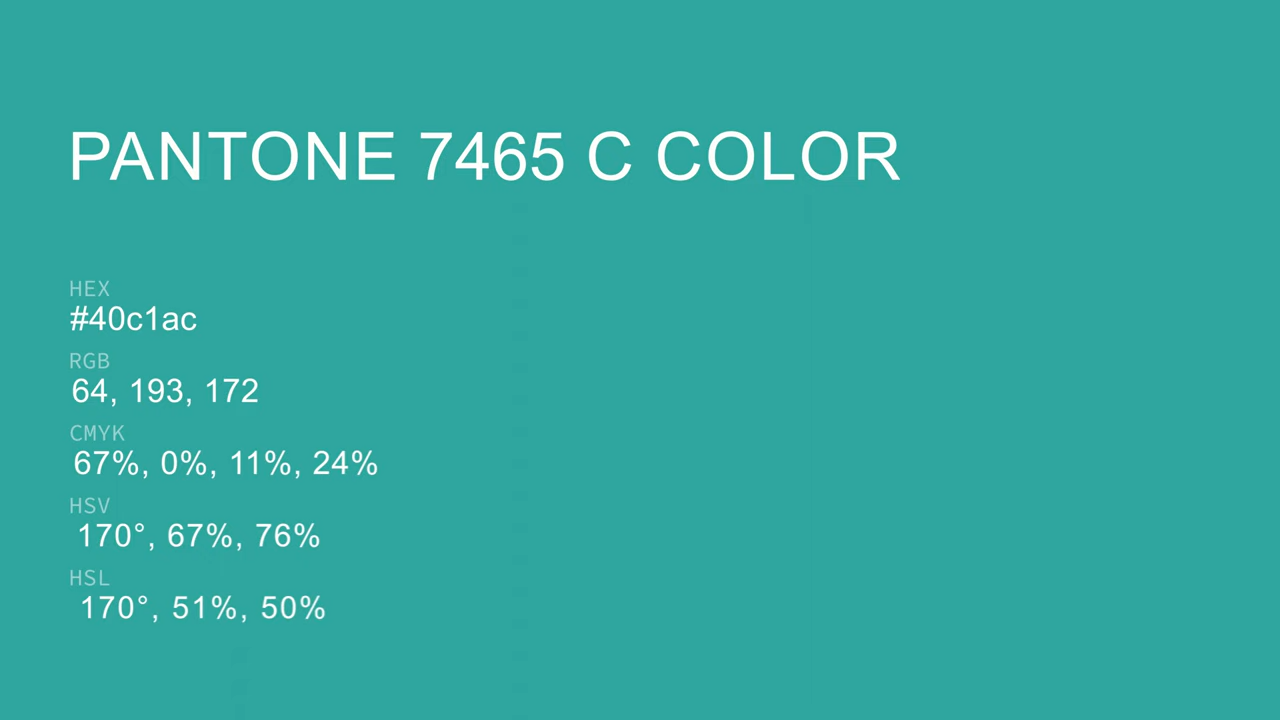 PANTONE 7465 C COLOR
HEX
#40c1ac
RGB
64, 193, 172
CMYK
67%, 0%, 11%, 24%
HSV
170°, 67%, 76%
HSL
170°, 51%, 50%